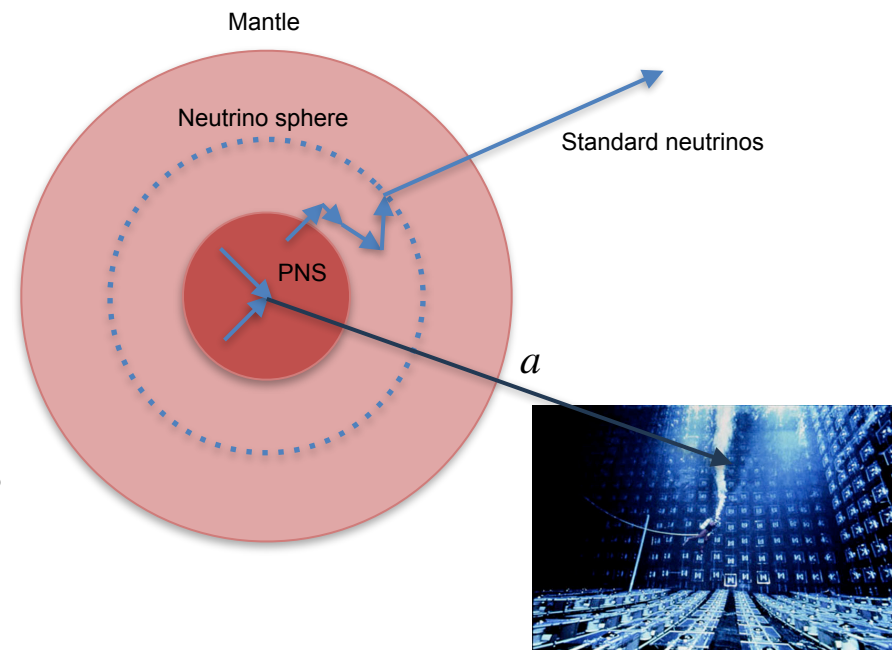 Mantle
Neutrino sphere
Standard neutrinos
PNS
a